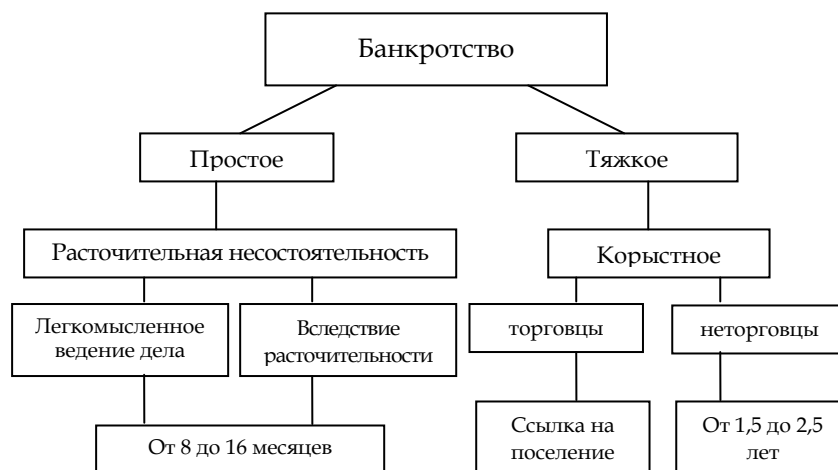 Банкротство
Простое
Тяжкое
Расточительная несостоятельность
Корыстное
Легкомысленное
ведение дела
Вследствие
расточительности
торговцы
неторговцы
От 8 до 16 месяцев
Ссылка на
поселение
От 1,5 до 2,5
лет